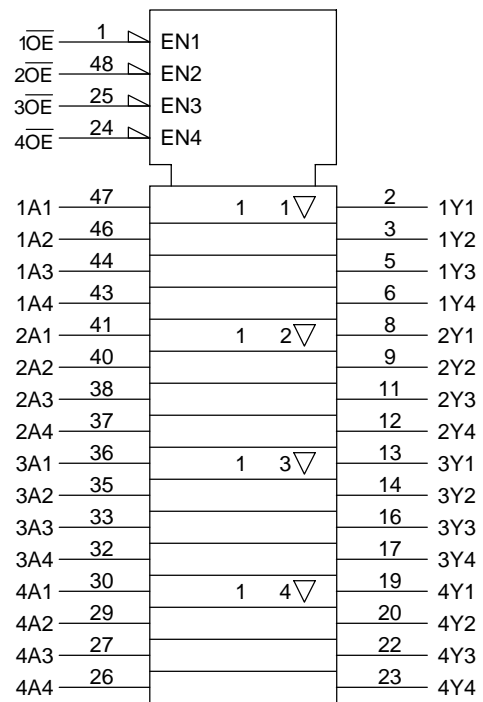 1OE 1 EN1
2OE 48 EN2
3OE 25 EN3
4OE 24 EN4
1A1 47 1 1 2 1Y1
1A2 46 3 1Y2
1A3 44 5 1Y3
1A4 43 6 1Y4
2A1 41 1 2 8 2Y1
2A2 40 9 2Y2
2A3 38 11 2Y3
2A4 37 12 2Y4
3A1 36 1 3 13 3Y1
3A2 35 14 3Y2
3A3 33 16 3Y3
3A4 32 17 3Y4
4A1 30 1 4 19 4Y1
4A2 29 20 4Y2
4A3 27 22 4Y3
4A4 26 23 4Y4